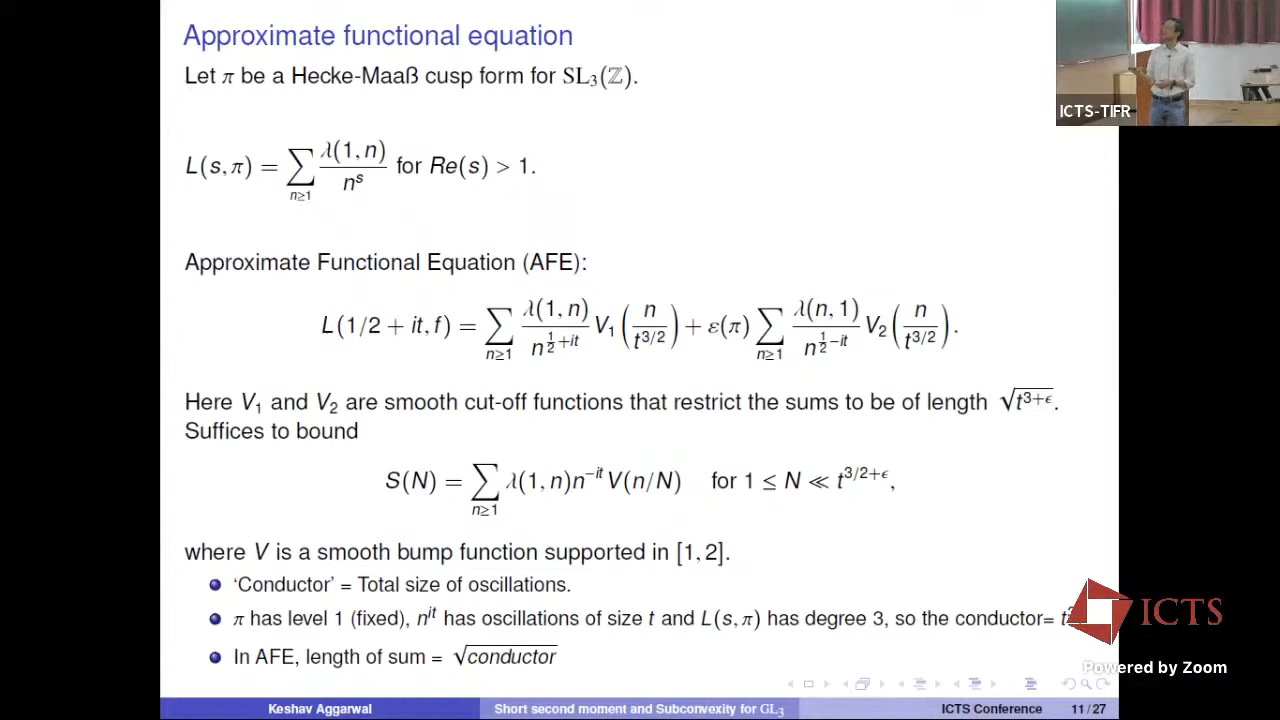 Approximate functional equation
Let π be a Hecke-Maaß cusp form for SL₃(ℤ).
ICTS-TIFR
L(s, π) = ∑_{n≥1} λ(1, n)/n^s for Re(s) > 1.
Approximate Functional Equation (AFE):
L(1/2 + it, f) = ∑_{n≥1} λ(1, n)/n^{1/2+it} V₁(n/t^{3/2}) + ε(π) ∑_{n≥1} λ(n, 1)/n^{1/2−it} V₂(n/t^{3/2}).
Here V₁ and V₂ are smooth cut-off functions that restrict the sums to be of length √(t^{3+ϵ}).
Suffices to bound
S(N) = ∑_{n≥1} λ(1, n)n^{−it} V(n/N) for 1 ≤ N ≪ t^{3/2+ϵ},
where V is a smooth bump function supported in [1, 2].
'Conductor' = Total size of oscillations.
π has level 1 (fixed), n^{it} has oscillations of size t and L(s, π) has degree 3, so the conductor= t
In AFE, length of sum = √conductor
ICTS
Powered by Zoom
Keshav Aggarwal Short second moment and Subconvexity for GL₃ ICTS Conference 11 / 27